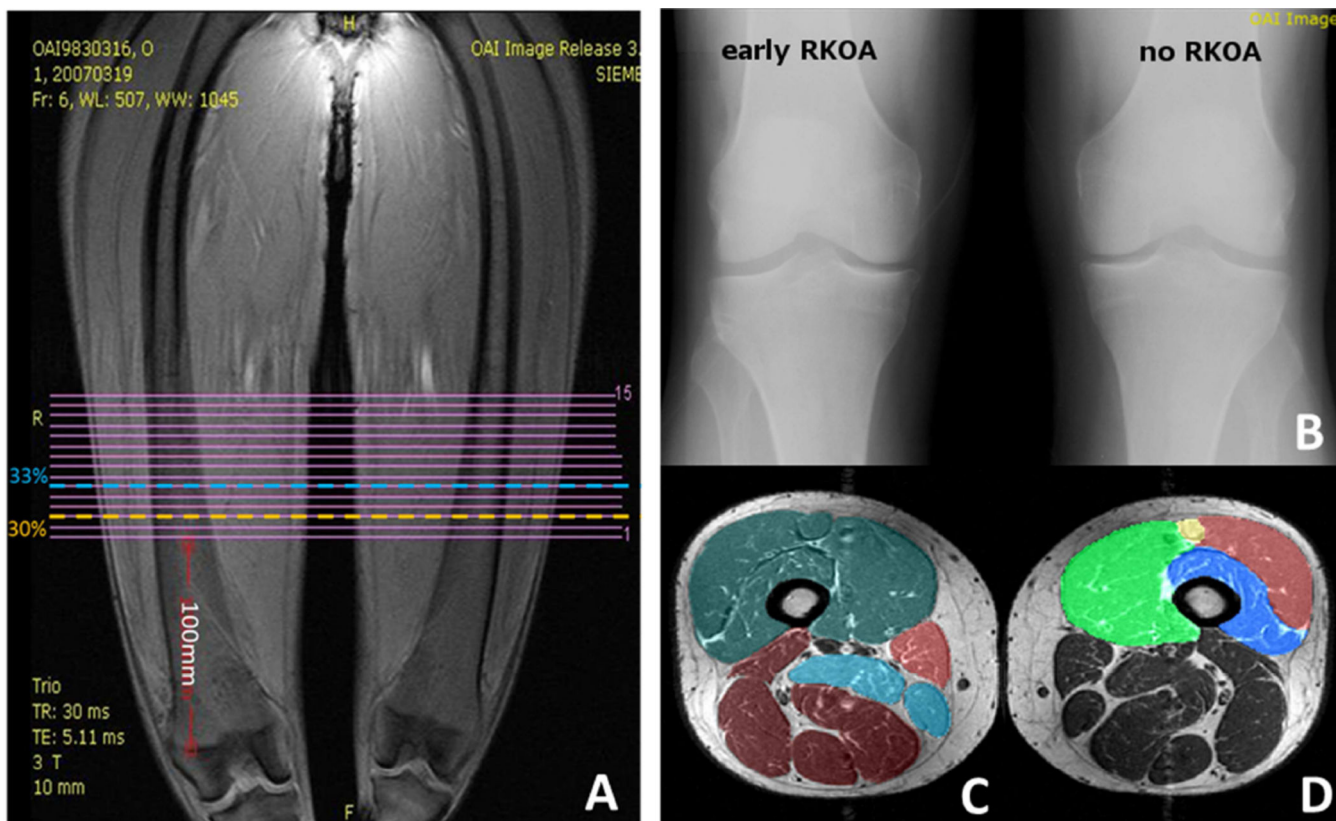 H
OAI9830316, O
1, 20070319
Fr: 6, WL: 507, WW: 1045
OAI Image Release 3.
SIEME
15
R
33%
30%
1
100mm
Trio
TR: 30 ms
TE: 5.11 ms
3 T
10 mm
F
A
OAI Image
early RKOA
no RKOA
B
C
D